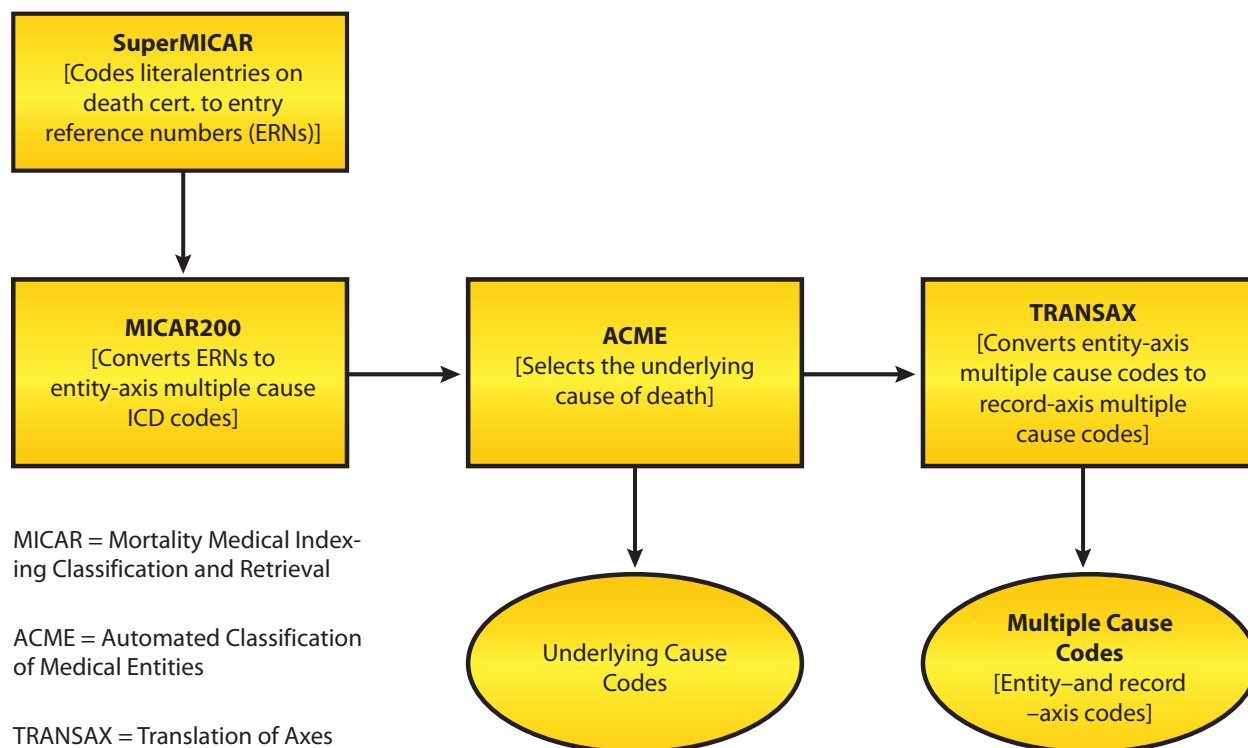 SuperMICAR
[Codes literalentries on
death cert. to entry
reference numbers (ERNs)]
MICAR200
[Converts ERNs to
entity-axis multiple cause
ICD codes]
ACME
[Selects the underlying
cause of death]
TRANSAX
[Converts entity-axis
multiple cause codes to
record-axis multiple
cause codes]
MICAR = Mortality Medical Index-
ing Classification and Retrieval
ACME = Automated Classification
of Medical Entities
TRANSAX = Translation of Axes
Underlying Cause
Codes
Multiple Cause
Codes
[Entity–and record
–axis codes]